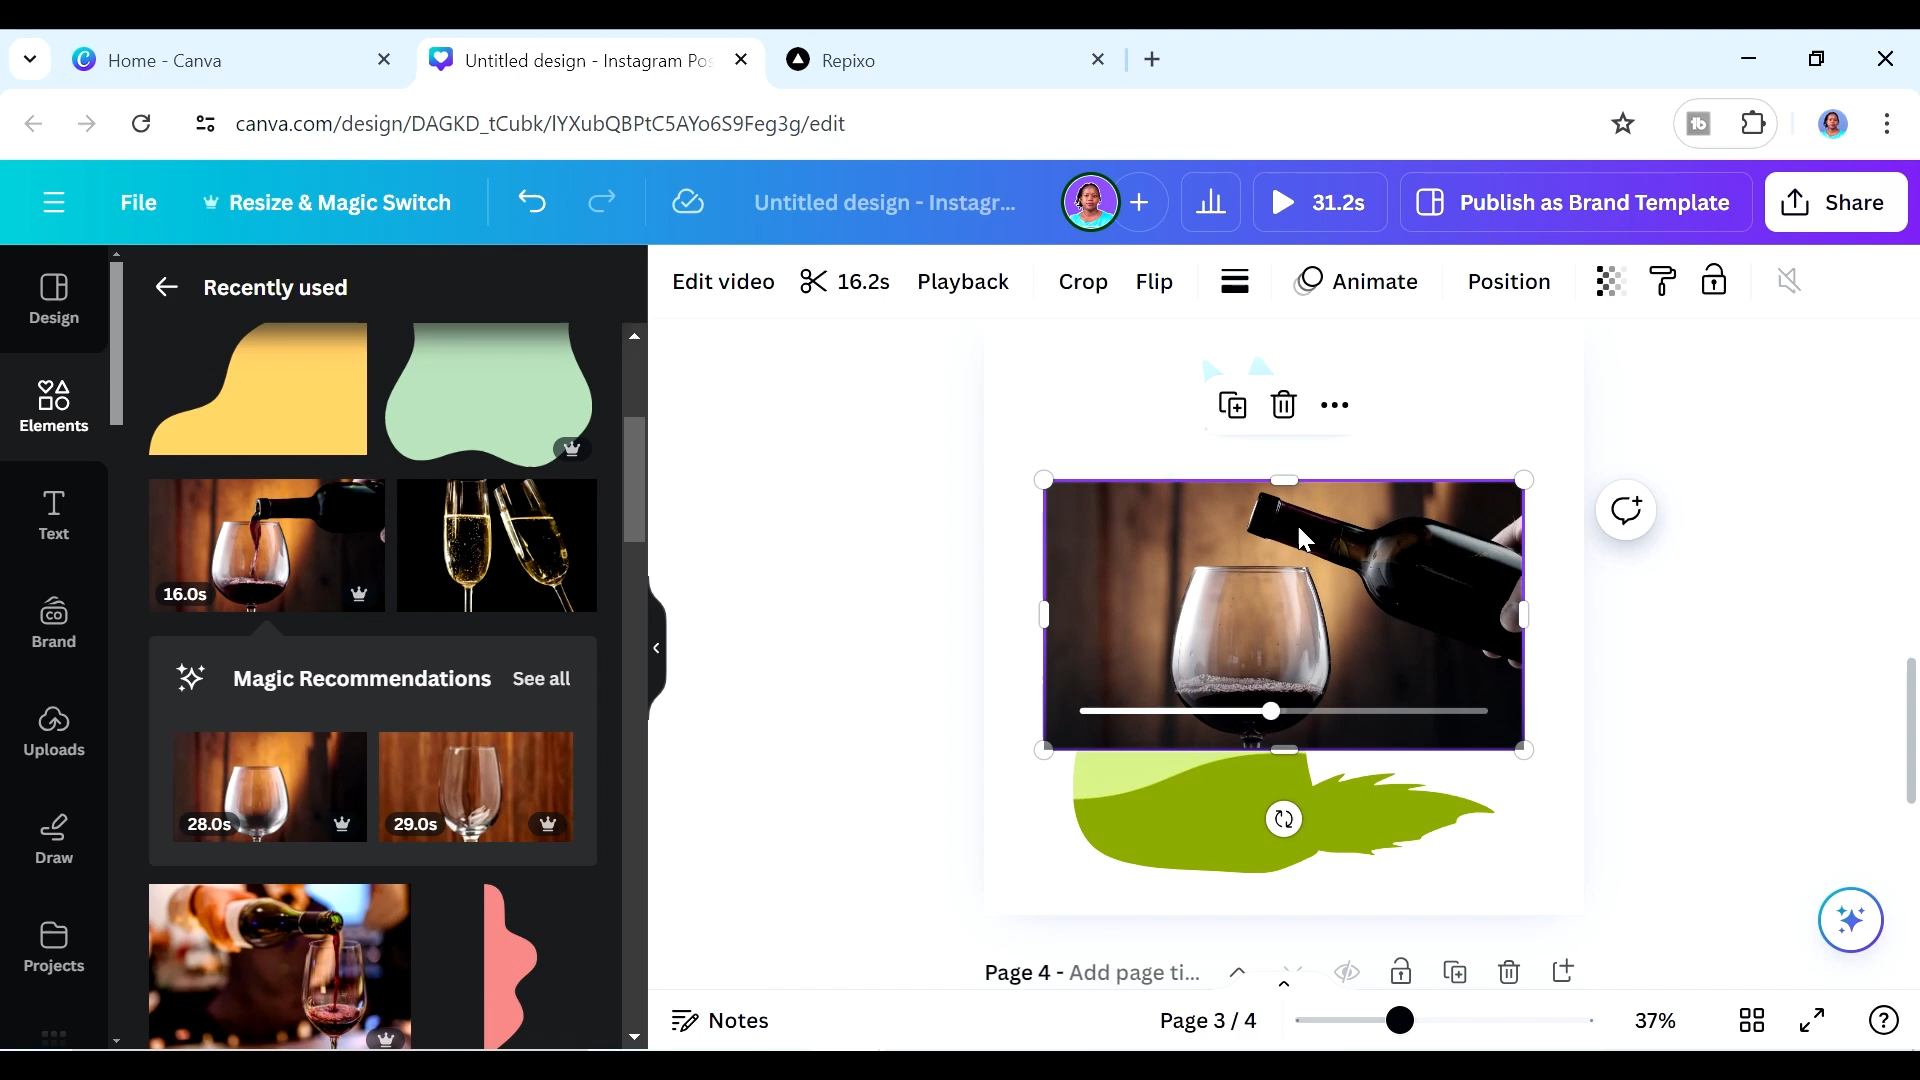 Home - Canva
Untitled design - Instagram Pos
Repixo
canva.com/design/DAGKD_tCubk/lYXubQBPtC5AYo6S9Feg3g/edit
File
Resize & Magic Switch
Untitled design - Instagr...
31.2s
Publish as Brand Template
Share
Design
Elements
Text
Brand
Uploads
Draw
Projects
Recently used
16.0s
Magic Recommendations
See all
28.0s
29.0s
Edit video
16.2s
Playback
Crop
Flip
Animate
Position
Page 4 - Add page ti...
Notes
Page 3 / 4
37%